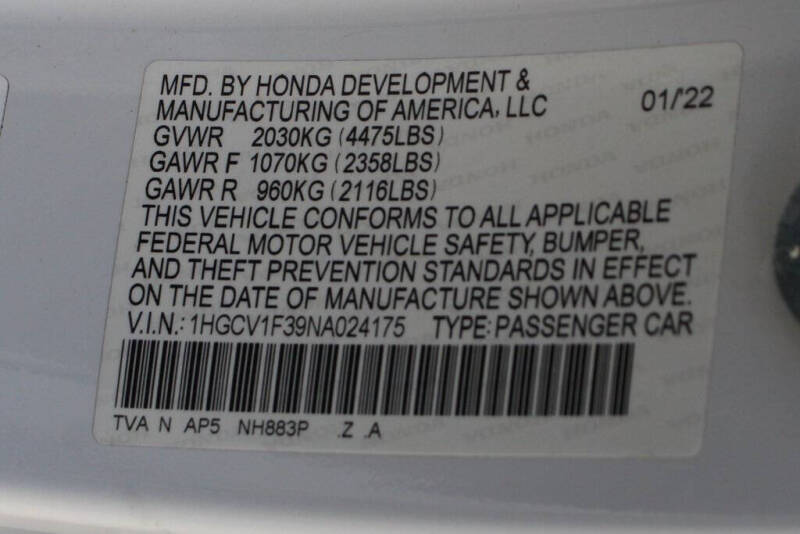 MFD. BY HONDA DEVELOPMENT &
MANUFACTURING OF AMERICA, LLC 01/'22
GVWR 2030KG (4475LBS)
GAWR F 1070KG (2358LBS)
GAWR R 960KG (2116LBS)
THIS VEHICLE CONFORMS TO ALL APPLICABLE
FEDERAL MOTOR VEHICLE SAFETY, BUMPER,
AND THEFT PREVENTION STANDARDS IN EFFECT
ON THE DATE OF MANUFACTURE SHOWN ABOVE.
V.I.N.: 1HGCV1F39NA024175 TYPE: PASSENGER CAR
TVA N AP5 NH883P .Z .A